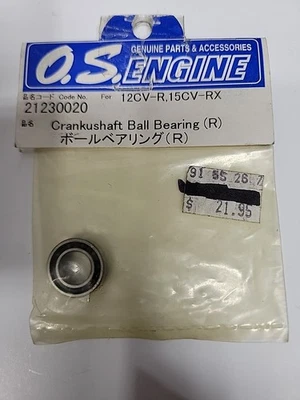 GENUINE PARTS & ACCESSORIES
O.S.ENGINE
品名コード Code No. For 12CV-R,15CV-RX
21230020
品名 Crankushaft Ball Bearing (R)
ボールベアリング(R)
$ 21.95